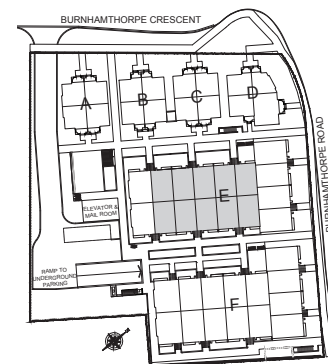 BURNHAMTHORPE CRESCENT
A
B
C
D
BURNHAMTHORPE ROAD
E
ELEVATOR &
MAIL ROOM
RAMP TO
UNDERGROUND
PARKING
F